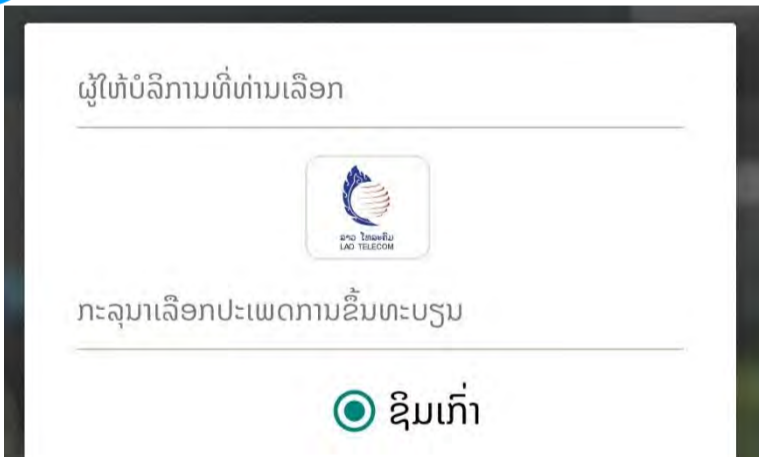 ຜູ້ໃຫ້ບໍລິການທີ່ທ່ານເລືອກ
ລາວ ໂທລະຄົມ
LAO TELECOM
ກະລຸນາເລືອກປະເພດການຂຶ້ນທະບຽນ
ຊິມເກົ່າ